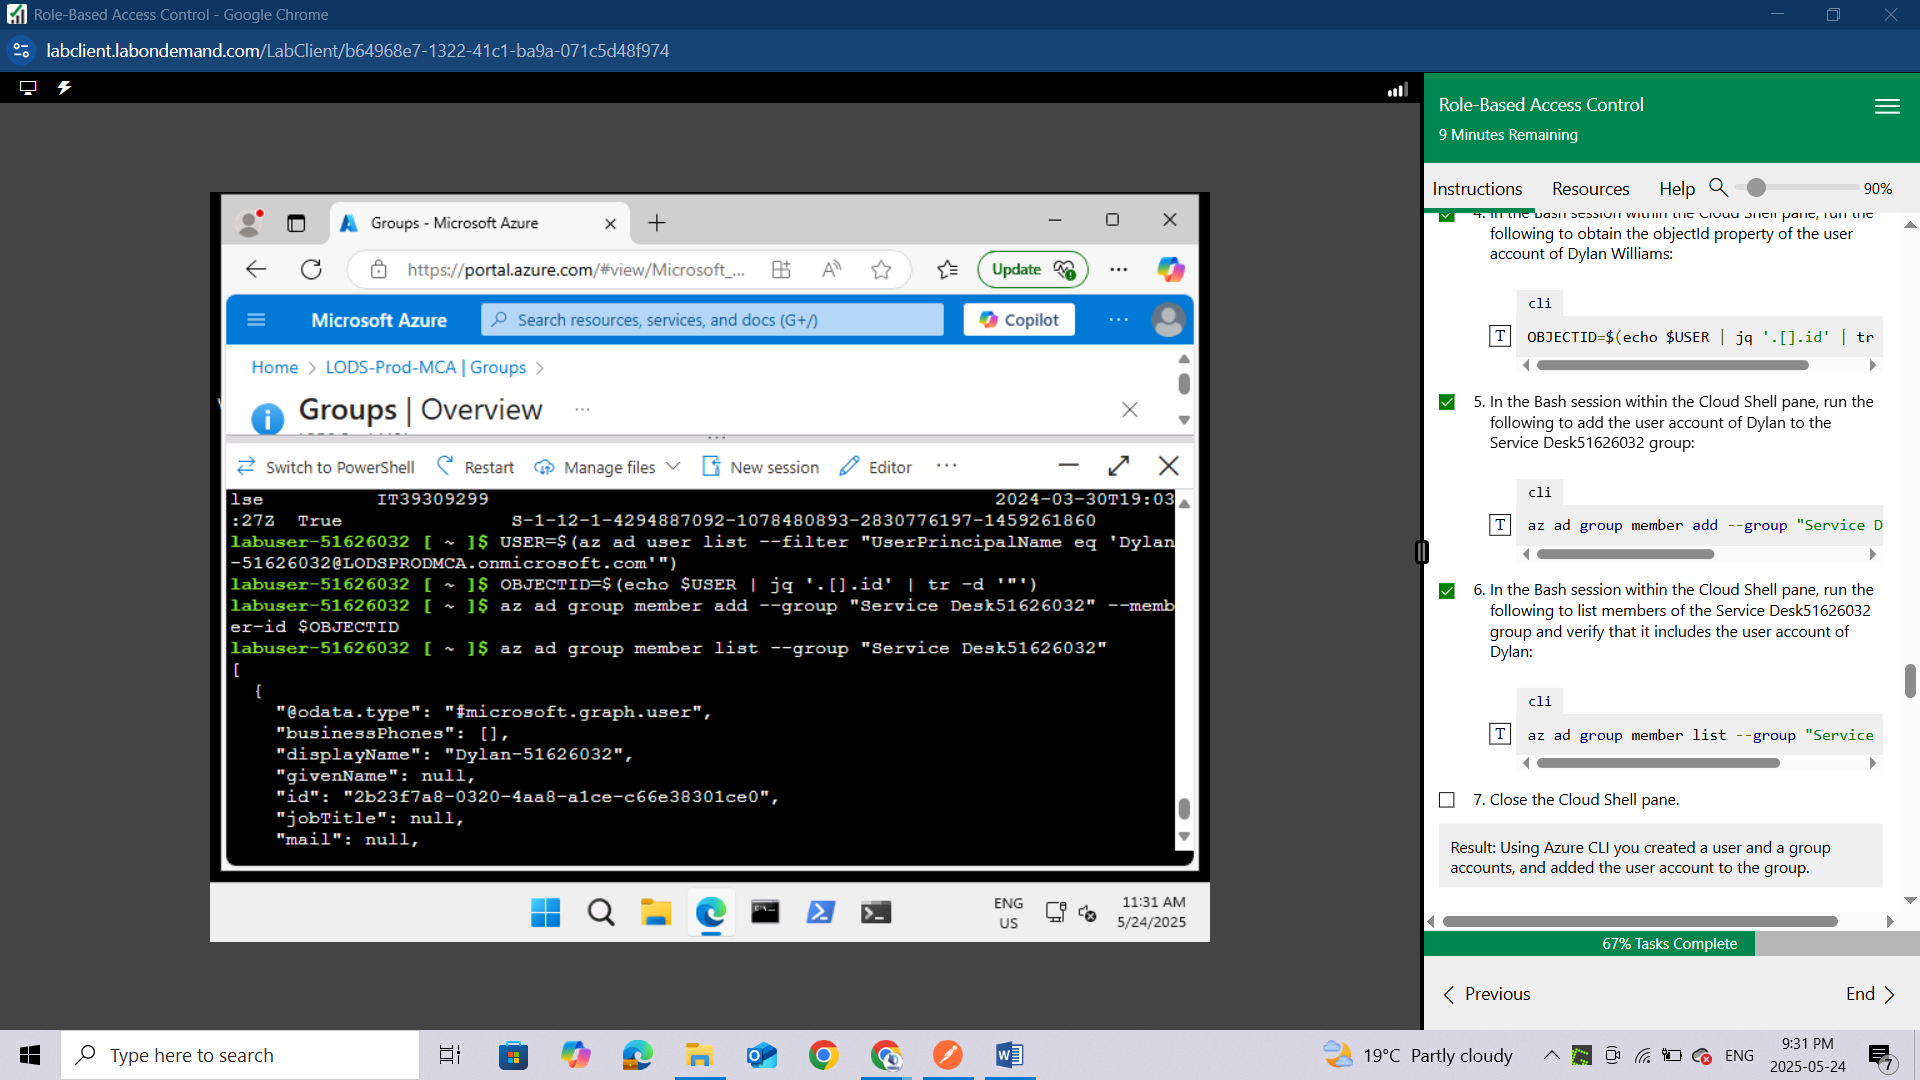 Role-Based Access Control - Google Chrome
labclient.labondemand.com/LabClient/b64968e7-1322-41c1-ba9a-071c5d48f974
Groups - Microsoft Azure
https://portal.azure.com/#view/Microsoft_...
Update
Microsoft Azure
Search resources, services, and docs (G+/)
Copilot
Home > LODS-Prod-MCA | Groups >
Groups | Overview
Switch to PowerShell
Restart
Manage files
New session
Editor
lse IT39309299 2024-03-30T19:03
:27Z True S-1-12-1-4294887092-1078480893-2830776197-1459261860
labuser-51626032 [ ~ ]$ USER=$(az ad user list --filter "UserPrincipalName eq 'Dylan
-51626032@LODSPRODMCA.onmicrosoft.com'")
labuser-51626032 [ ~ ]$ OBJECTID=$(echo $USER | jq '.[].id' | tr -d '"')
labuser-51626032 [ ~ ]$ az ad group member add --group "Service Desk51626032" --memb
er-id $OBJECTID
labuser-51626032 [ ~ ]$ az ad group member list --group "Service Desk51626032"
[
{
"@odata.type": "#microsoft.graph.user",
"businessPhones": [],
"displayName": "Dylan-51626032",
"givenName": null,
"id": "2b23f7a8-0320-4aa8-a1ce-c66e38301ce0",
"jobTitle": null,
"mail": null,
ENG
US
11:31 AM
5/24/2025
Role-Based Access Control
9 Minutes Remaining
Instructions
Resources
Help
90%
4. In the Bash session within the Cloud Shell pane, run the
following to obtain the objectId property of the user
account of Dylan Williams:
cli
T
OBJECTID=$(echo $USER | jq '.[].id' | tr
5. In the Bash session within the Cloud Shell pane, run the
following to add the user account of Dylan to the
Service Desk51626032 group:
cli
T
az ad group member add --group "Service D
6. In the Bash session within the Cloud Shell pane, run the
following to list members of the Service Desk51626032
group and verify that it includes the user account of
Dylan:
cli
T
az ad group member list --group "Service
7. Close the Cloud Shell pane.
Result: Using Azure CLI you created a user and a group
accounts, and added the user account to the group.
67% Tasks Complete
Previous
End
Type here to search
19°C Partly cloudy
ENG
9:31 PM
2025-05-24
7